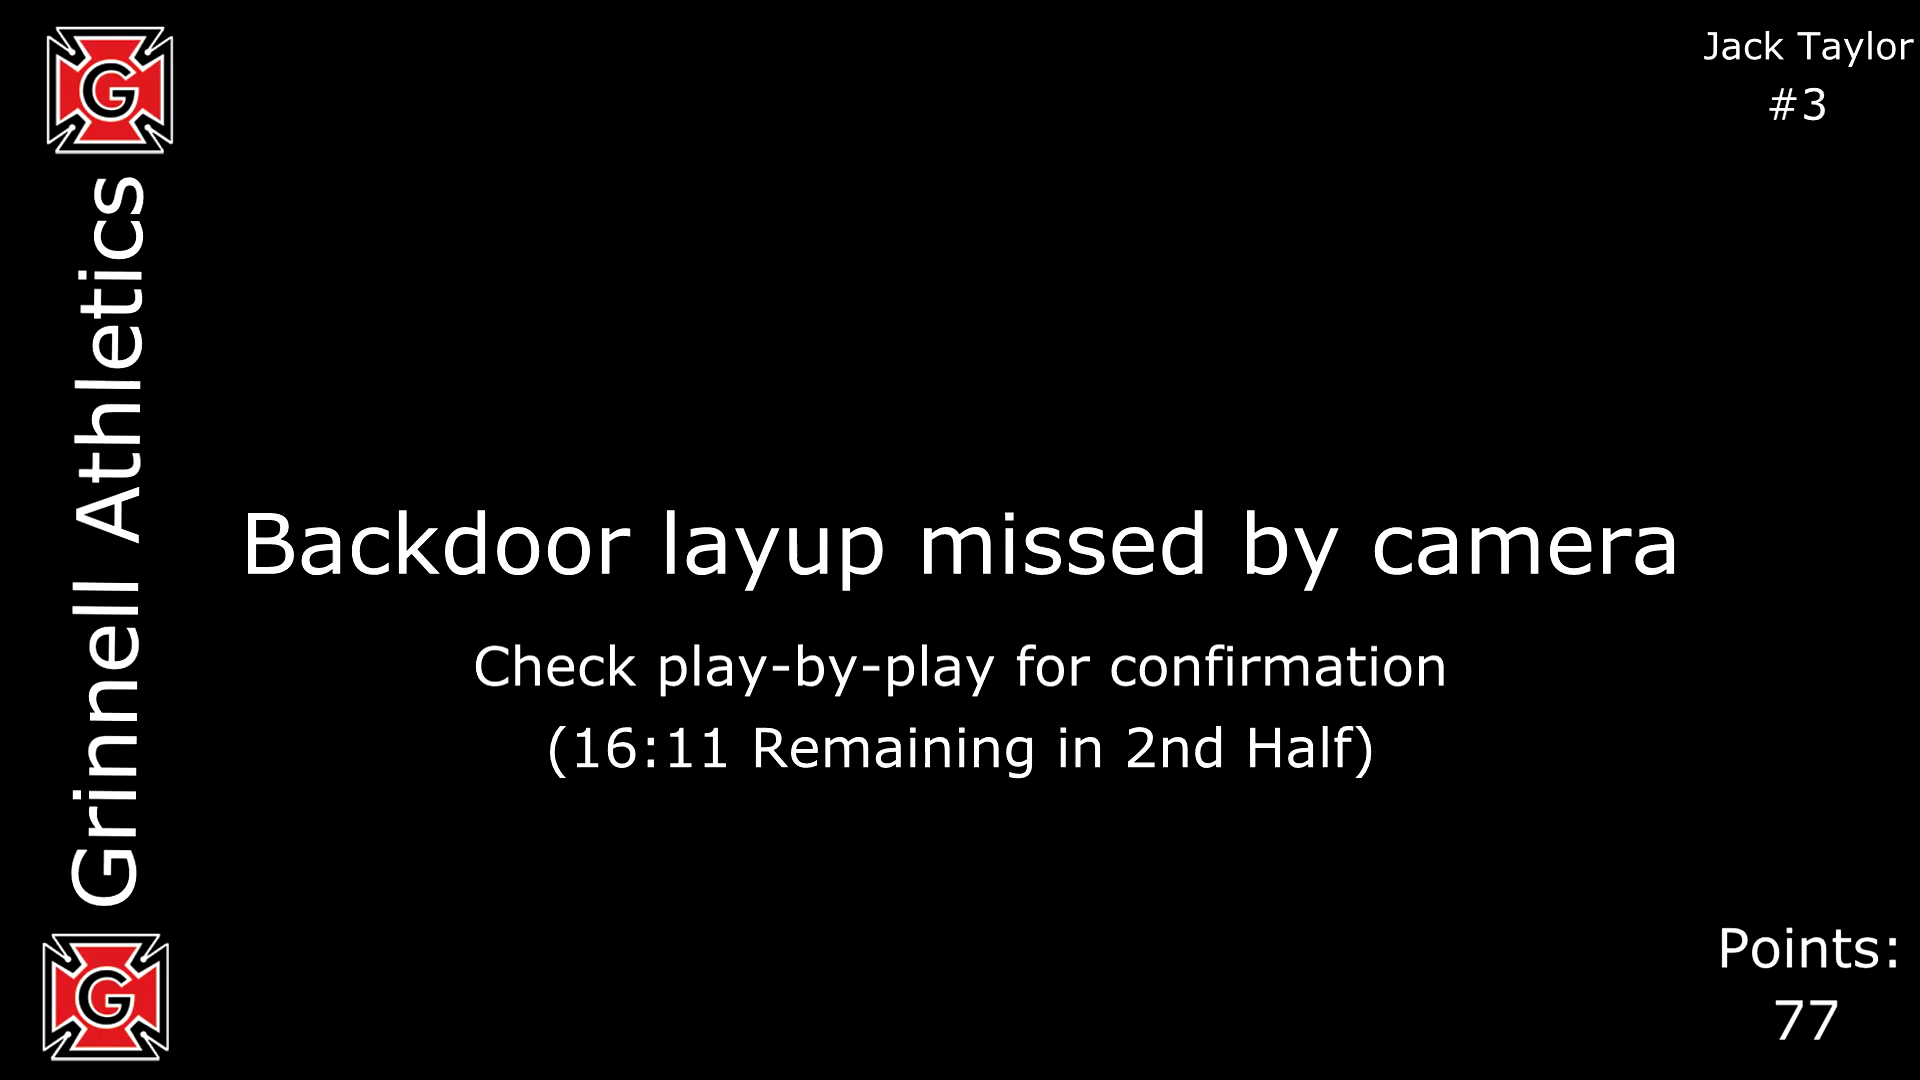 G
Grinnell Athletics
G
Jack Taylor
#3
Backdoor layup missed by camera
Check play-by-play for confirmation
(16:11 Remaining in 2nd Half)
Points:
77